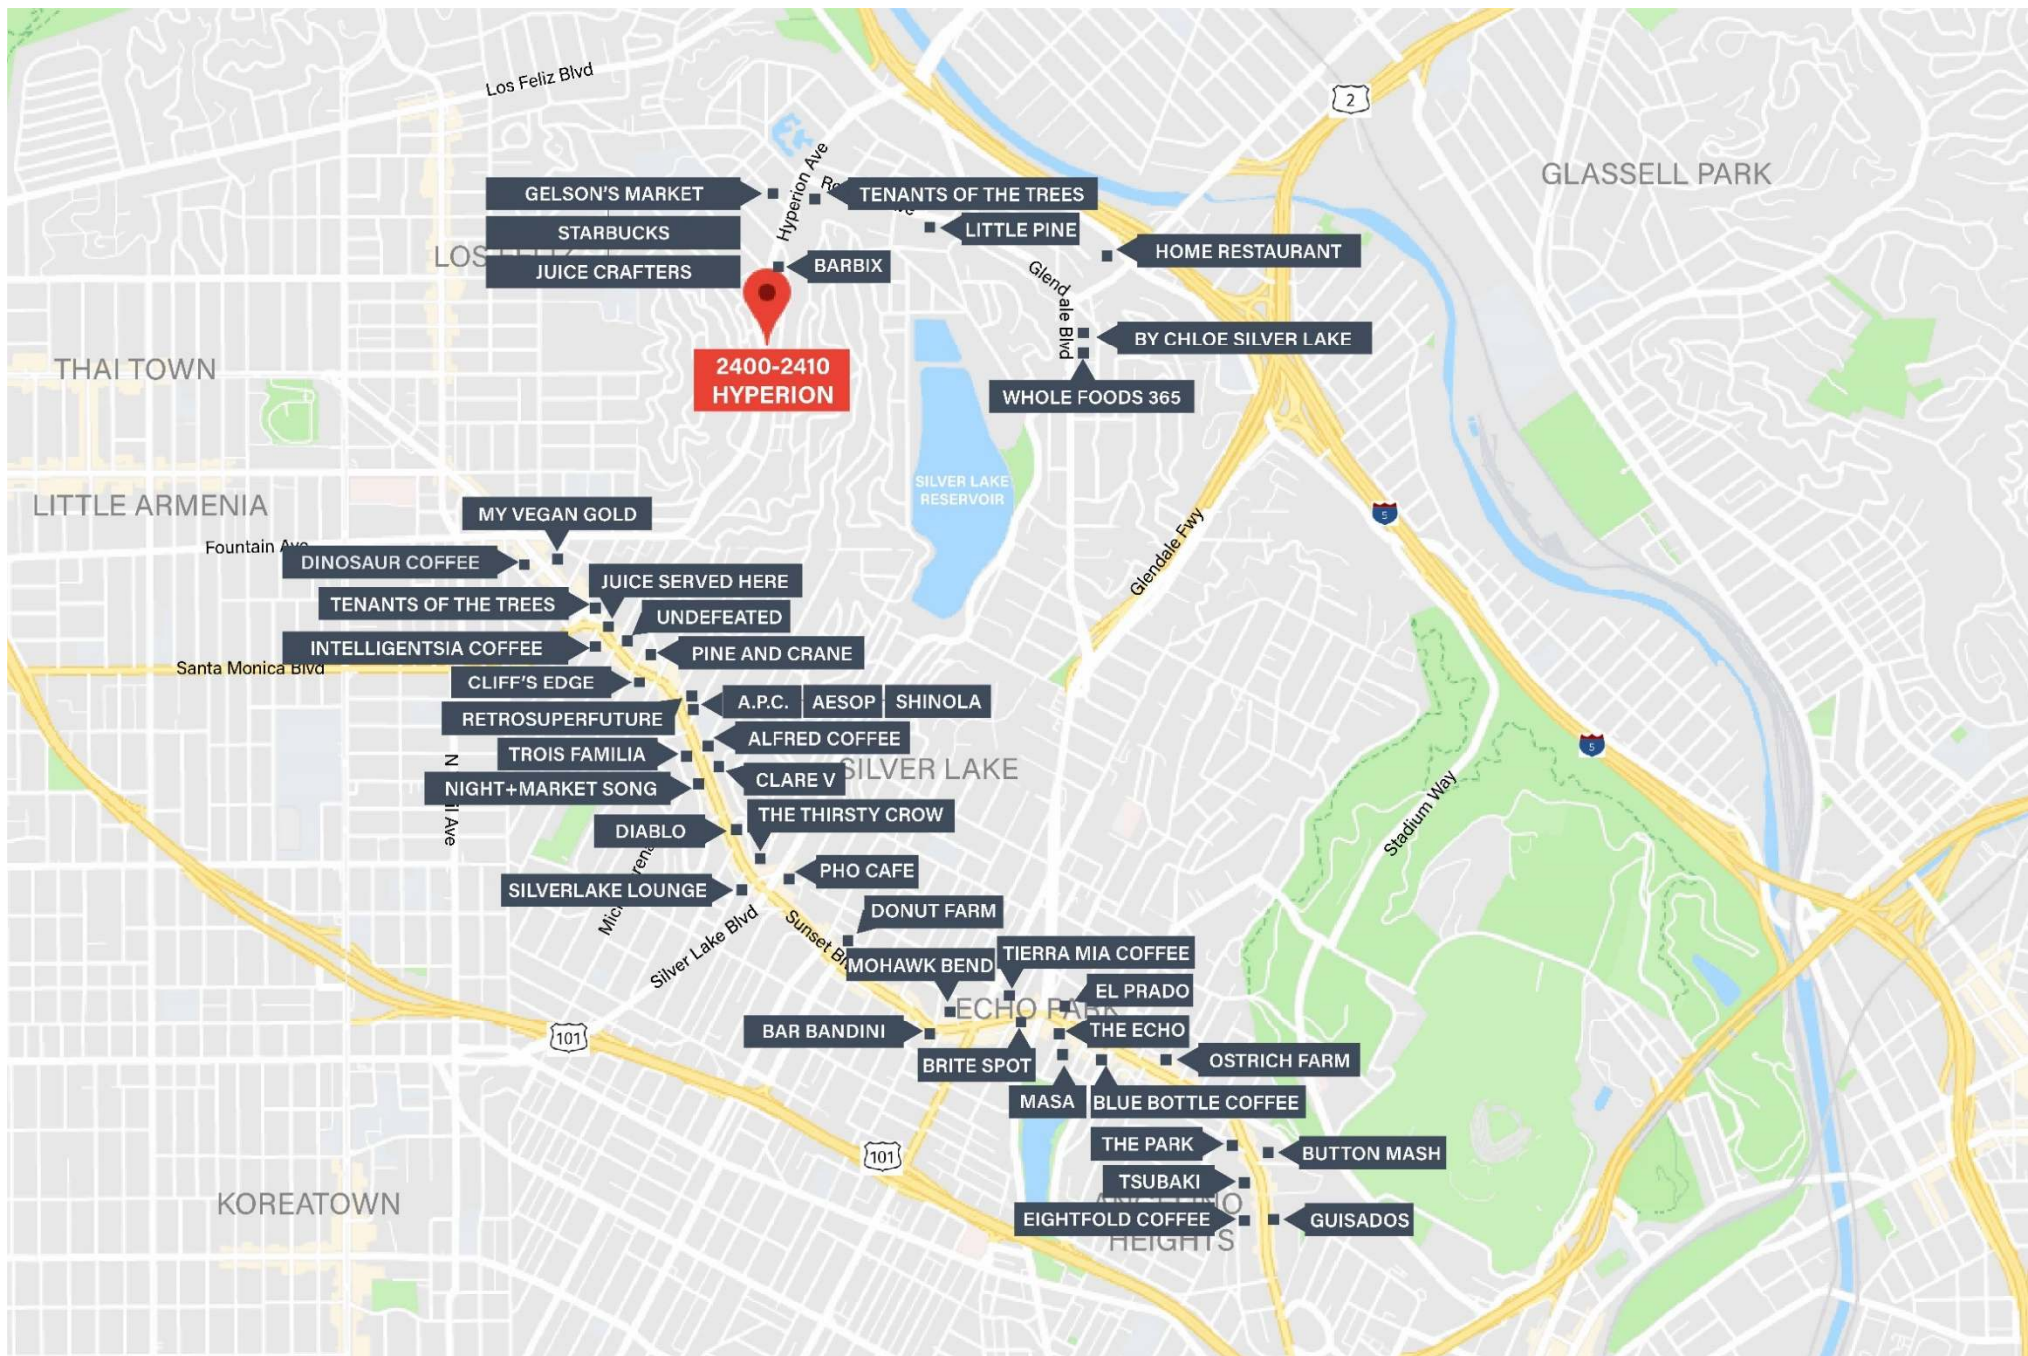 Los Feliz Blvd
2
GLASSELL PARK
Hyperion Ave
GELSON'S MARKET
TENANTS OF THE TREES
STARBUCKS
LITTLE PINE
JUICE CRAFTERS
BARBIX
HOME RESTAURANT
Glendale Blvd
BY CHLOE SILVER LAKE
2400-2410
HYPERION
WHOLE FOODS 365
THAI TOWN
SILVER LAKE
RESERVOIR
LITTLE ARMENIA
MY VEGAN GOLD
5
Fountain Ave
DINOSAUR COFFEE
Glendale Fwy
JUICE SERVED HERE
TENANTS OF THE TREES
UNDEFEATED
INTELLIGENTSIA COFFEE
PINE AND CRANE
Santa Monica Blvd
CLIFF'S EDGE
RETROSUPERFUTURE
A.P.C.
AESOP
SHINOLA
ALFRED COFFEE
TROIS FAMILIA
SILVER LAKE
5
NIGHT+MARKET SONG
CLARE V
N
Ave
THE THIRSTY CROW
DIABLO
Stadium Way
PHO CAFE
SILVERLAKE LOUNGE
Silver Lake Blvd
Sunset
DONUT FARM
MOHAWK BEND
TIERRA MIA COFFEE
EL PRADO
ECHO PARK
101
BAR BANDINI
THE ECHO
BRITE SPOT
OSTRICH FARM
MASA
BLUE BOTTLE COFFEE
101
THE PARK
BUTTON MASH
TSUBAKI
KOREATOWN
EIGHTFOLD COFFEE
GUISADOS
HEIGHTS